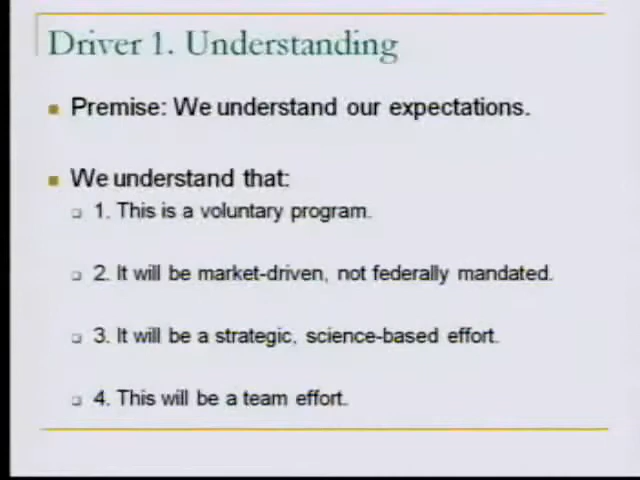 Driver 1. Understanding
Premise: We understand our expectations.
We understand that:
1. This is a voluntary program.
2. It will be market-driven, not federally mandated.
3. It will be a strategic, science-based effort.
4. This will be a team effort.